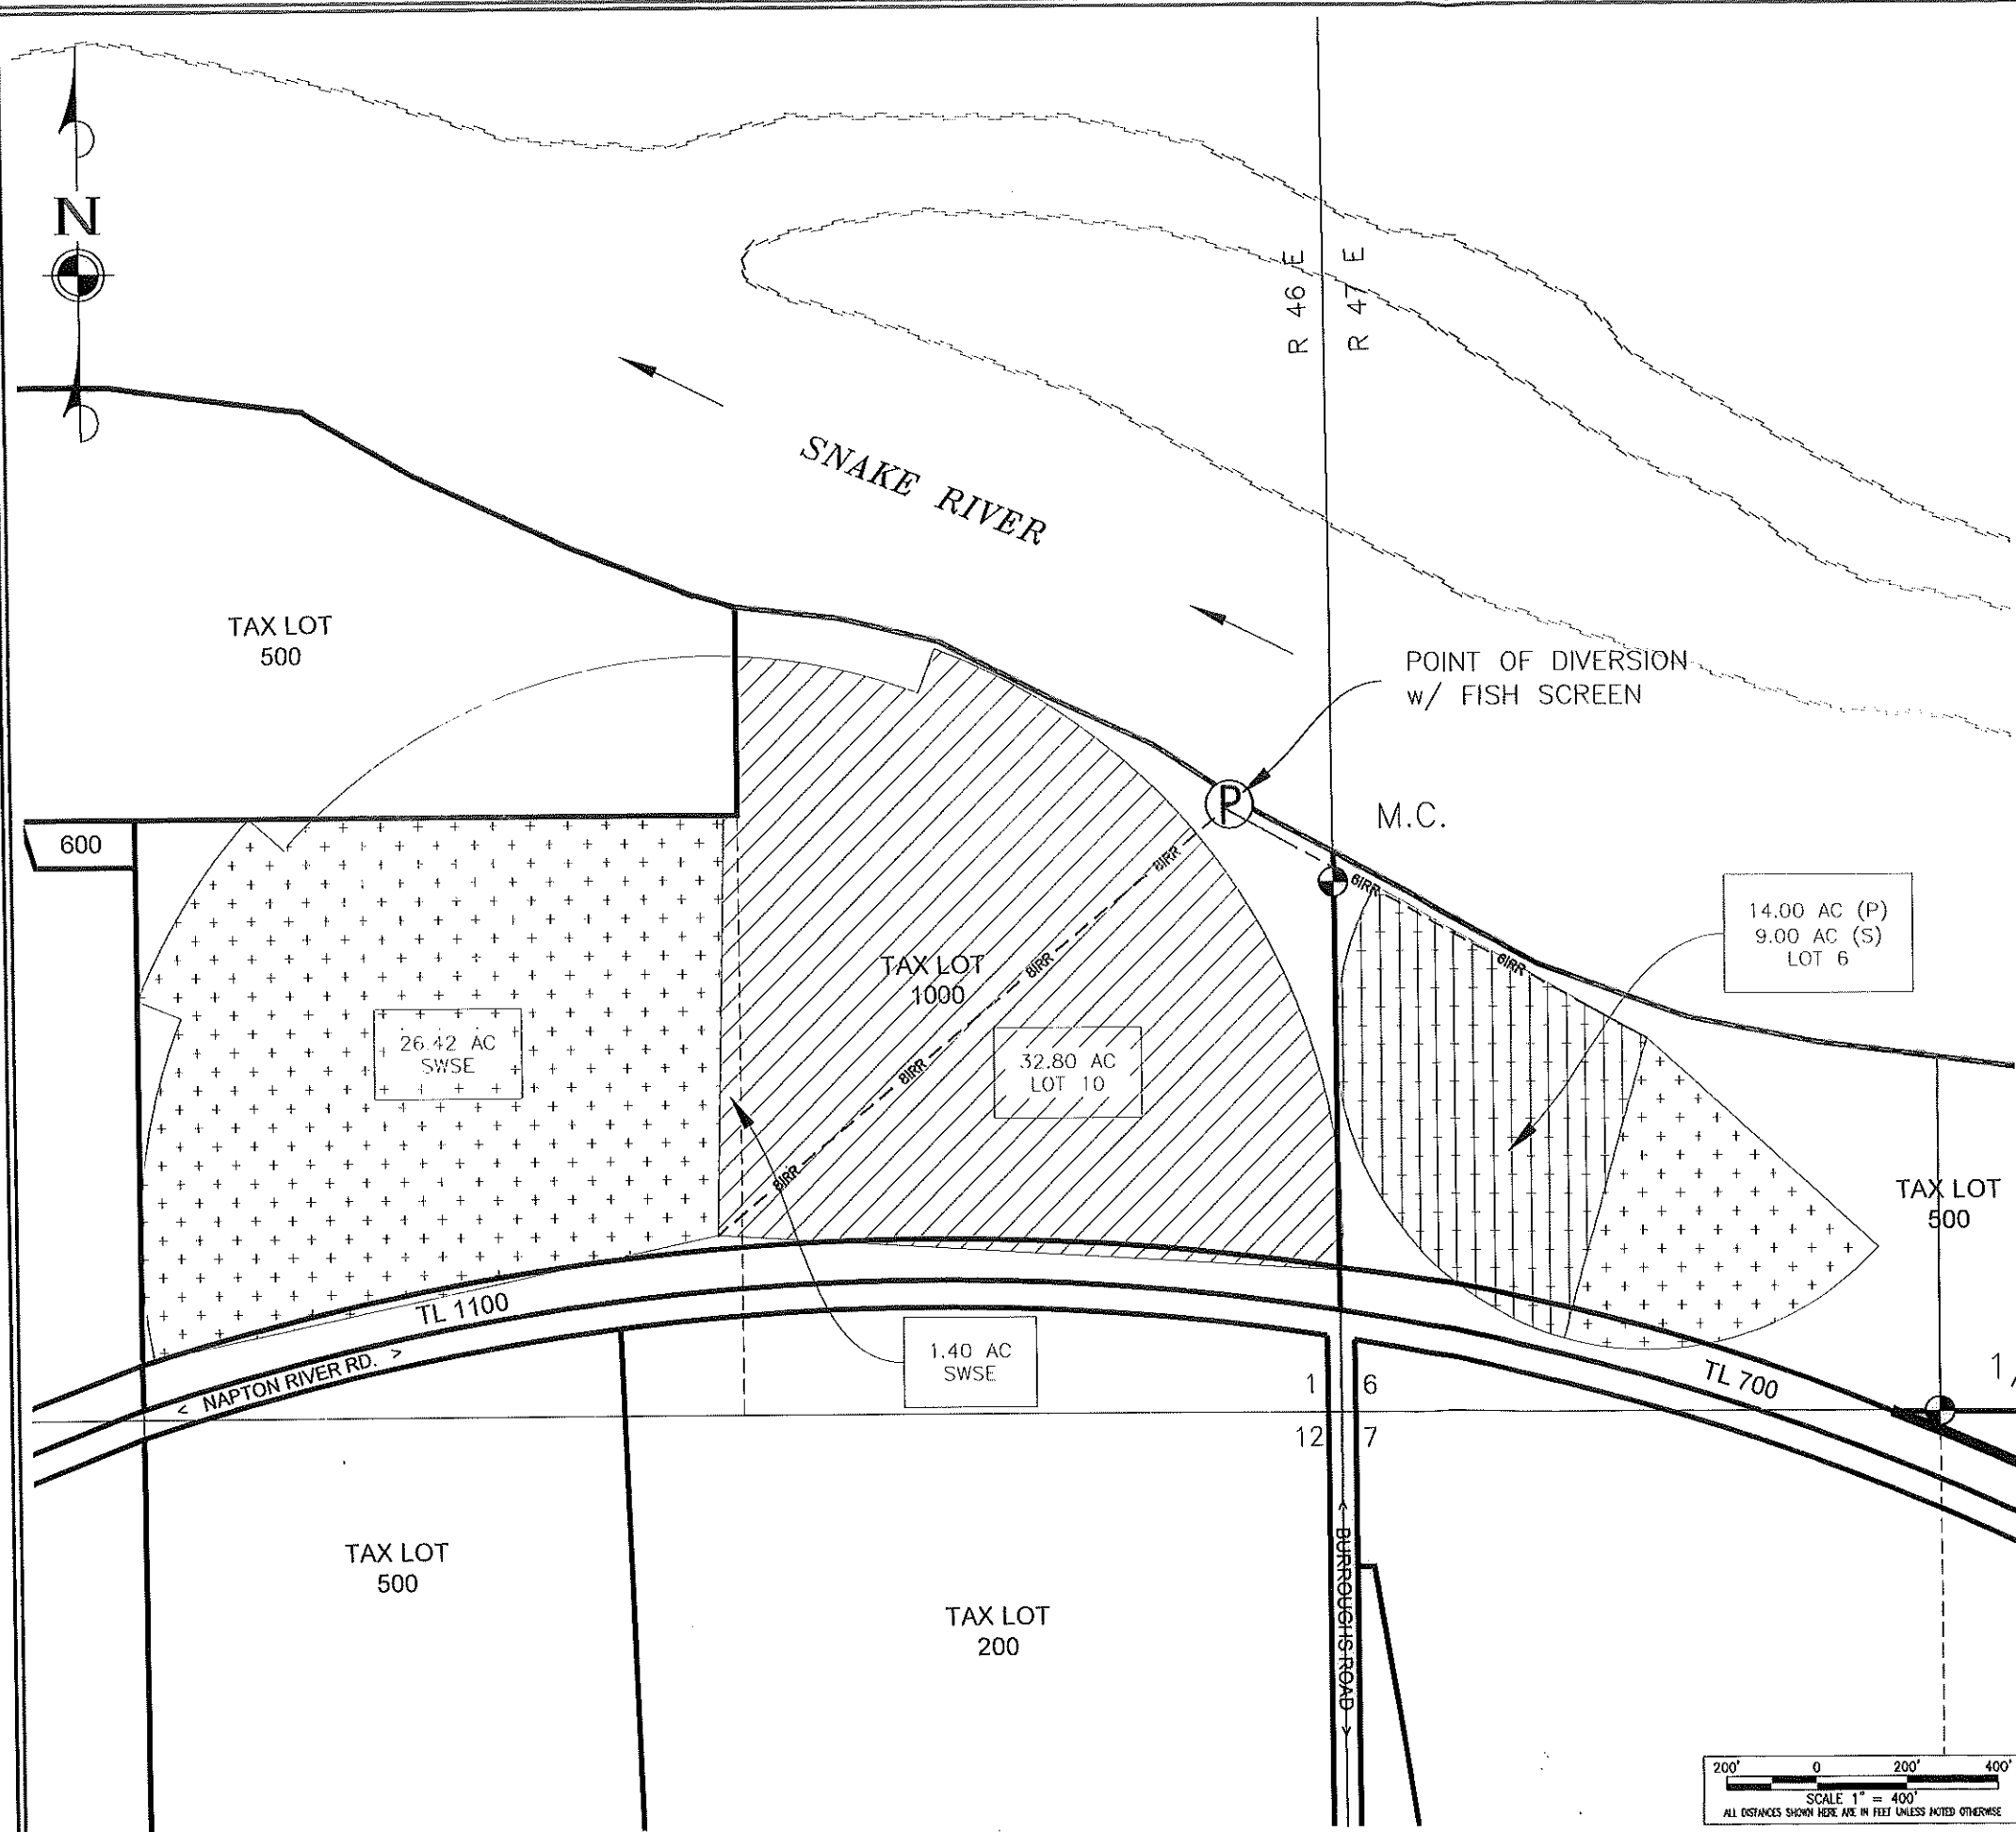 N
R 46 E
R 47 E
SNAKE RIVER
TAX LOT
500
POINT OF DIVERSION
w/ FISH SCREEN
P
M.C.
600
8IRR
6IRR
14.00 AC (P)
9.00 AC (S)
LOT 6
TAX LOT
1000
8IRR
6IRR
26.42 AC
SWSE
32.80 AC
LOT 10
8IRR
8IRR
TAX LOT
500
TL 1100
1.40 AC
SWSE
< NAPTON RIVER RD. >
1
6
TL 700
12
7
BURROUGHS ROAD
TAX LOT
500
TAX LOT
200
200' 0 200' 400'
SCALE 1" = 400'
ALL DISTANCES SHOWN HERE ARE IN FEET UNLESS NOTED OTHERWISE